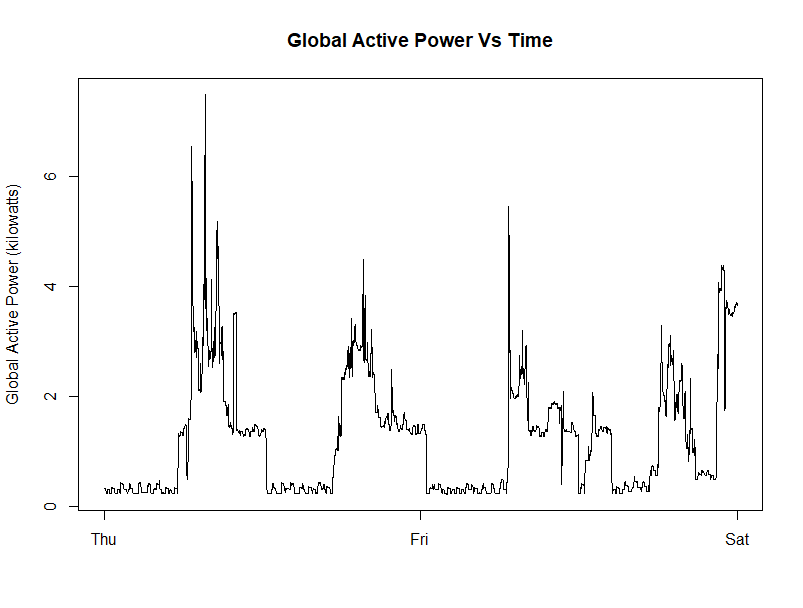 Global Active Power Vs Time
Global Active Power (kilowatts)
6
4
2
0
Thu
Fri
Sat